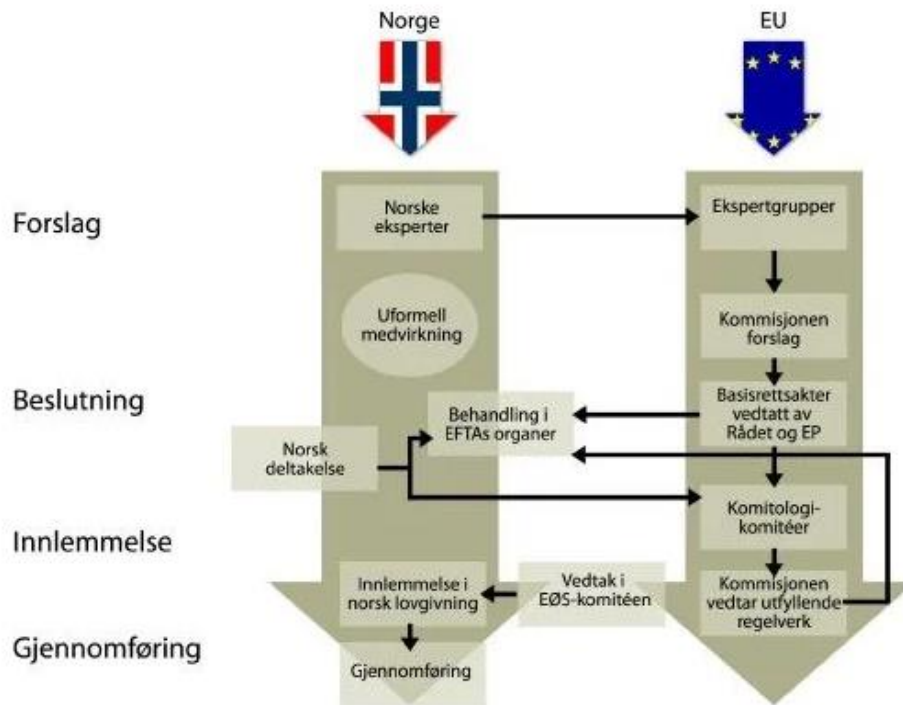 Norge
EU
Forslag
Norske
eksperter
Ekspertgrupper
Uformell
medvirkning
Kommisjonen
forslag
Beslutning
Behandling i
EFTAs organer
Basisrettsakter
vedtatt av
Rådet og EP
Norsk
deltakelse
Komitologi-
komitéer
Innlemmelse
Innlemmelse i
norsk lovgivning
Vedtak i
EØS-komitéen
Kommisjonen
vedtar utfyllende
regelverk
Gjennomføring
Gjennomføring